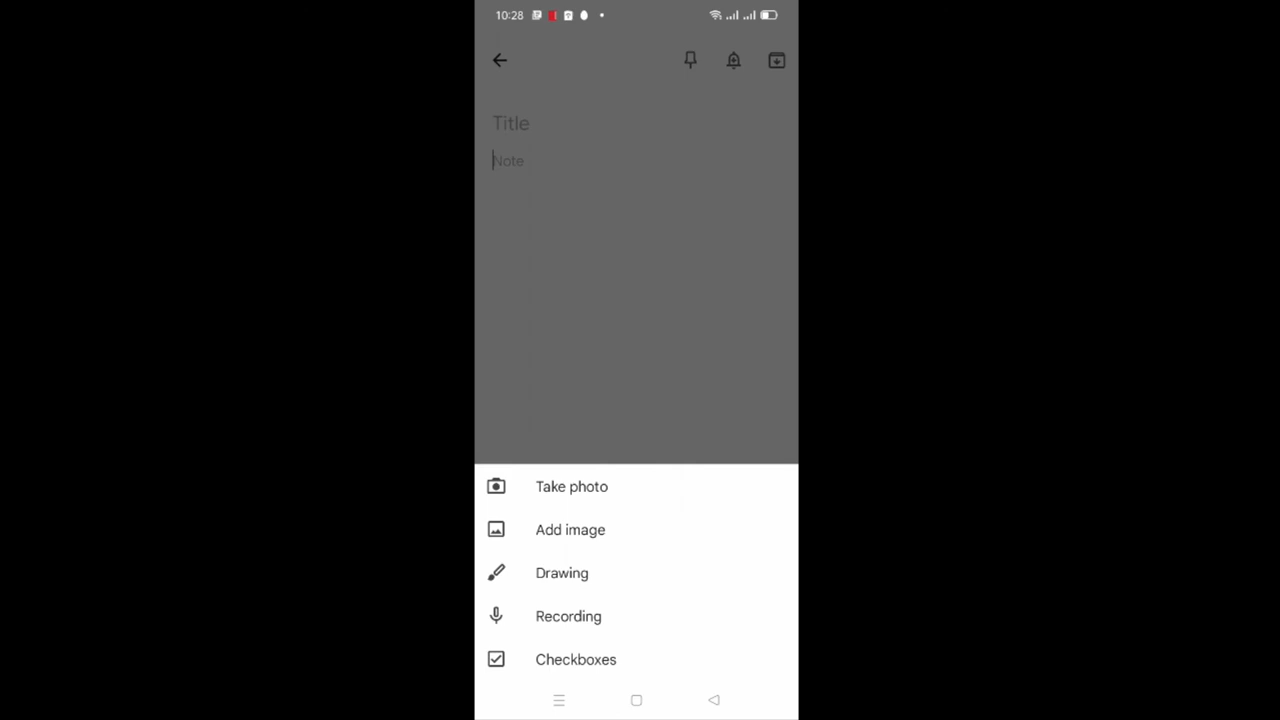 10:28
Title
Note
Take photo
Add image
Drawing
Recording
Checkboxes